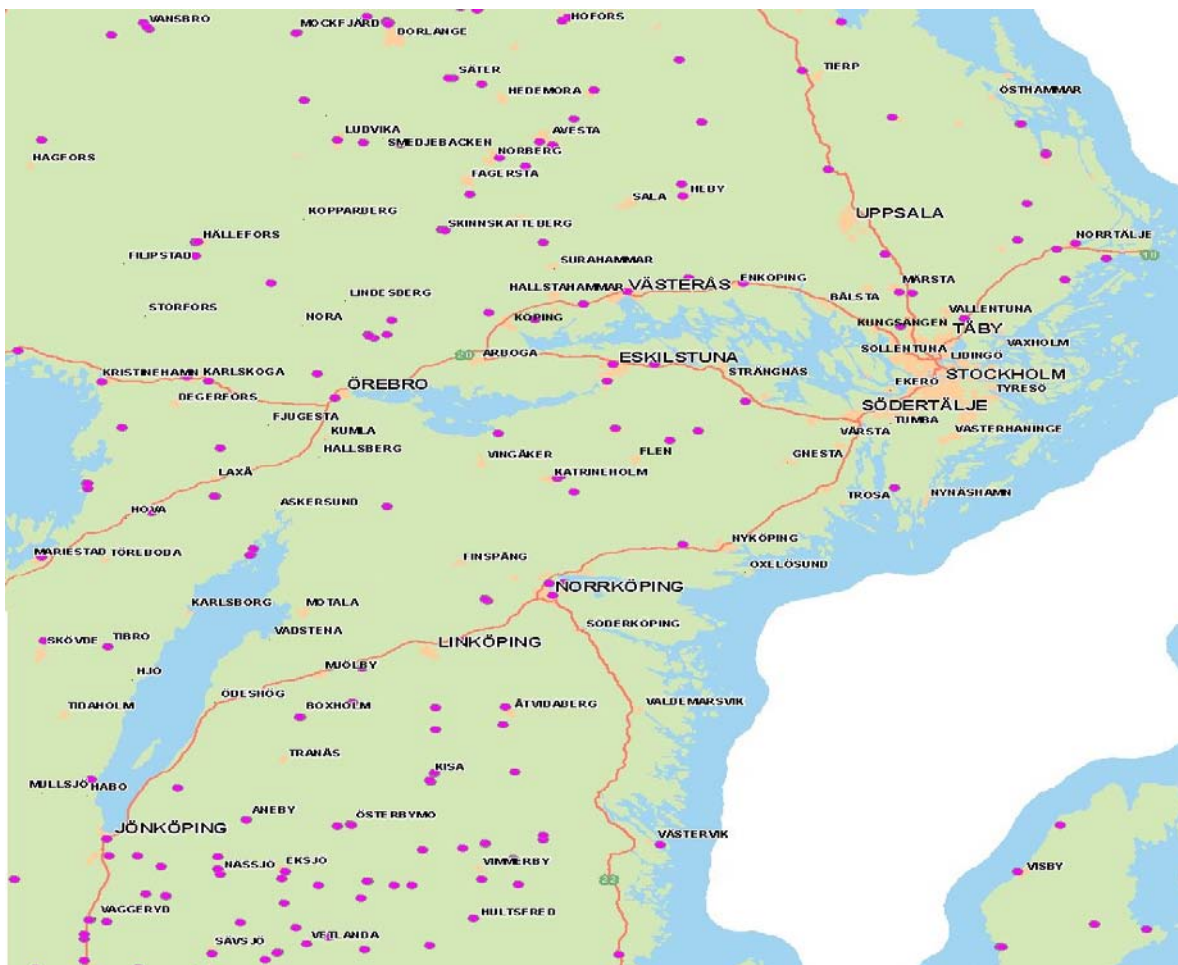 VANSBRO
MOCKFJÄRD
BORLÄNGE
HOFORS
TIERP
SÄTER
HEDEMORA
ÖSTHAMMAR
LUDVIKA
SMEDJEBACKEN
AVESTA
NORBERG
HAGFORS
FAGERSTA
SALA
HEBY
KOPPARBERG
UPPSALA
SKINNSKATTEBERG
HÄLLEFORS
FILIPSTAD
NORRTÄLJE
18
SURAHAMMAR
STORFORS
LINDESBERG
HALLSTAHAMMAR
VÄSTERÅS
ENKÖPING
MÄRSTA
BÅLSTA
NORA
KÖPING
VALLENTUNA
KUNGSÄNGEN
TÄBY
VAXHOLM
20
ARBOGA
ESKILSTUNA
SOLLENTUNA
LIDINGÖ
KRISTINEHAMN
KARLSKOGA
ÖREBRO
STRÄNGNÄS
STOCKHOLM
EKERÖ
TYRESÖ
DEGERFORS
FJUGESTA
SÖDERTÄLJE
TUMBA
KUMLA
VÅRSTA
VÄSTERHANINGE
HALLSBERG
VINGÅKER
FLEN
GNESTA
LAXÅ
KATRINEHOLM
HOVA
ASKERSUND
TROSA
NYNÄSHAMN
MARIESTAD
TÖREBODA
FINSPÅNG
NYKÖPING
OXELÖSUND
KARLSBORG
MOTALA
NORRKÖPING
SÖDERKÖPING
SKÖVDE
TIBRO
VADSTENA
LINKÖPING
HJO
MJÖLBY
ÖDESHÖG
TIDAHOLM
BOXHOLM
ÅTVIDABERG
VALDEMARSVIK
TRANÅS
MULLSJÖ
HABO
KISA
JÖNKÖPING
ANEBY
ÖSTERBYMO
VÄSTERVIK
NÄSSJÖ
EKSJÖ
VIMMERBY
VISBY
22
VAGGERYD
HULTSFRED
SÄVSJÖ
VETLANDA